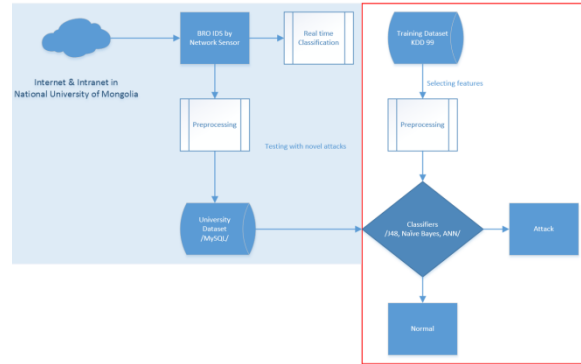 BRO IDS by
Network Sensor
Real time
Classification
Training Dataset
KDD 99
Internet & Intranet in
National University of Mongolia
Selecting features
Preprocessing
Preprocessing
Testing with novel attacks
University
Dataset
/MySQL/
Classifiers
/J48, Naïve Bayes, ANN/
Attack
Normal